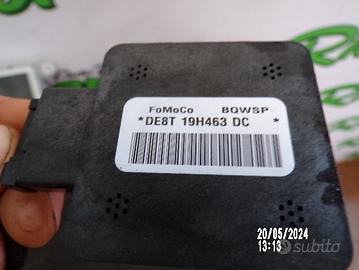 FoMoCo BQWSP
*DE8T 19H463 DC*
20/05/2024
13:13
subito